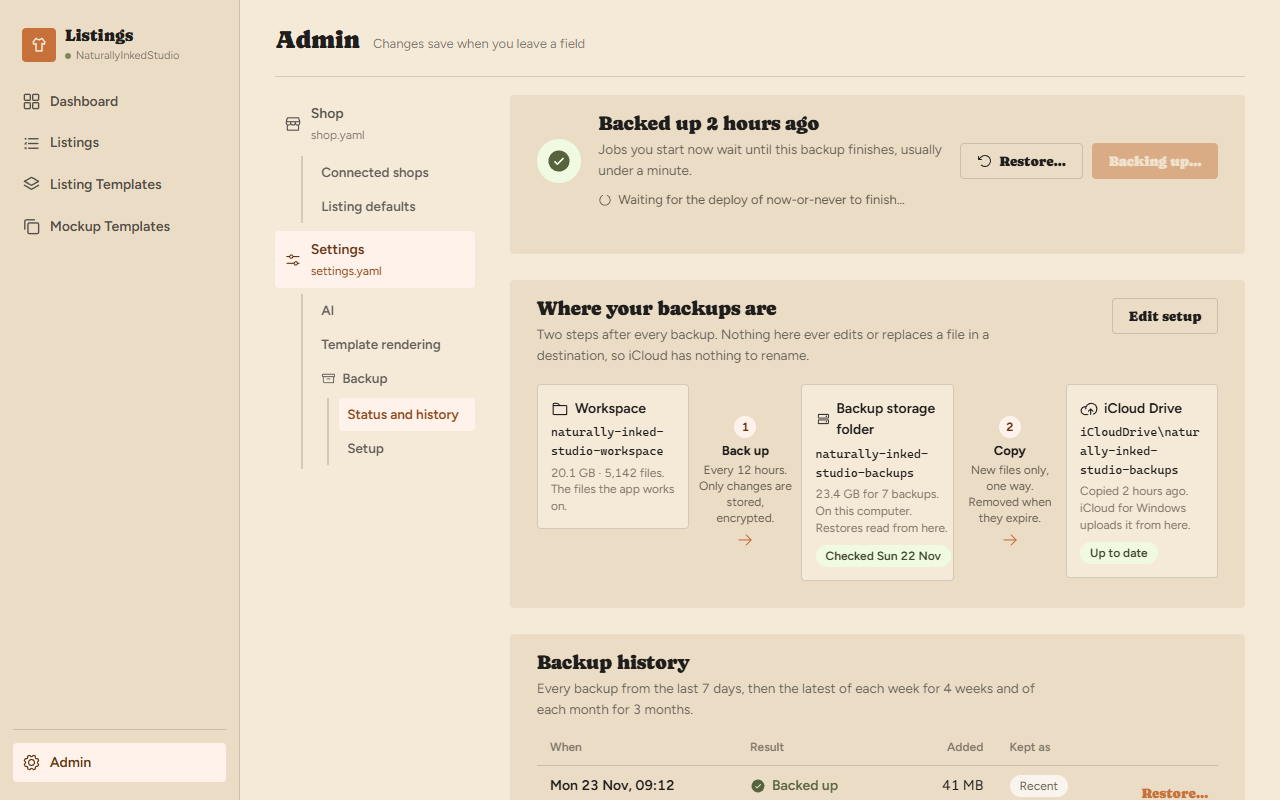 Listings
NaturallyInkedStudio
Dashboard
Listings
Listing Templates
Mockup Templates
Admin
Admin
Changes save when you leave a field
Shop
shop.yaml
Connected shops
Listing defaults
Settings
settings.yaml
AI
Template rendering
Backup
Status and history
Setup
Backed up 2 hours ago
Jobs you start now wait until this backup finishes, usually
under a minute.
Waiting for the deploy of now-or-never to finish…
Restore…
Backing up…
Where your backups are
Two steps after every backup. Nothing here ever edits or replaces a file in a
destination, so iCloud has nothing to rename.
Edit setup
Workspace
naturally-inked-
studio-workspace
20.1 GB · 5,142 files.
The files the app works
on.
1
Back up
Every 12 hours.
Only changes are
stored,
encrypted.
Backup storage
folder
naturally-inked-
studio-backups
23.4 GB for 7 backups.
On this computer.
Restores read from here.
Checked Sun 22 Nov
2
Copy
New files only,
one way.
Removed when
they expire.
iCloud Drive
iCloudDrive\natur
ally-inked-
studio-backups
Copied 2 hours ago.
iCloud for Windows
uploads it from here.
Up to date
Backup history
Every backup from the last 7 days, then the latest of each week for 4 weeks and of
each month for 3 months.
When Result Added Kept as
Mon 23 Nov, 09:12 Backed up 41 MB Recent Restore…